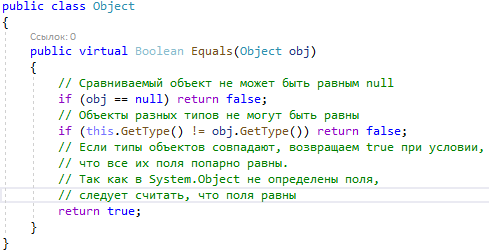 public class Object
{
Ссылок: 0
public virtual Boolean Equals(Object obj)
{
// Сравниваемый объект не может быть равным null
if (obj == null) return false;
// Объекты разных типов не могут быть равны
if (this.GetType() != obj.GetType()) return false;
// Если типы объектов совпадают, возвращаем true при условии,
// что все их поля попарно равны.
// Так как в System.Object не определены поля,
// следует считать, что поля равны
return true;
}
}